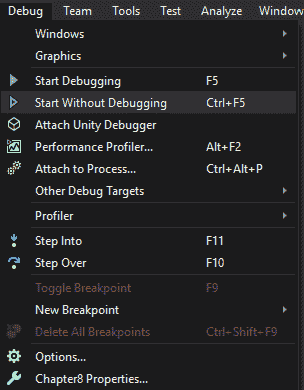 Debug Team Tools Test Analyze Window
Windows
Graphics
Start Debugging F5
Start Without Debugging Ctrl+F5
Attach Unity Debugger
Performance Profiler... Alt+F2
Attach to Process... Ctrl+Alt+P
Other Debug Targets
Profiler
Step Into F11
Step Over F10
Toggle Breakpoint F9
New Breakpoint
Delete All Breakpoints Ctrl+Shift+F9
Options...
Chapter8 Properties...